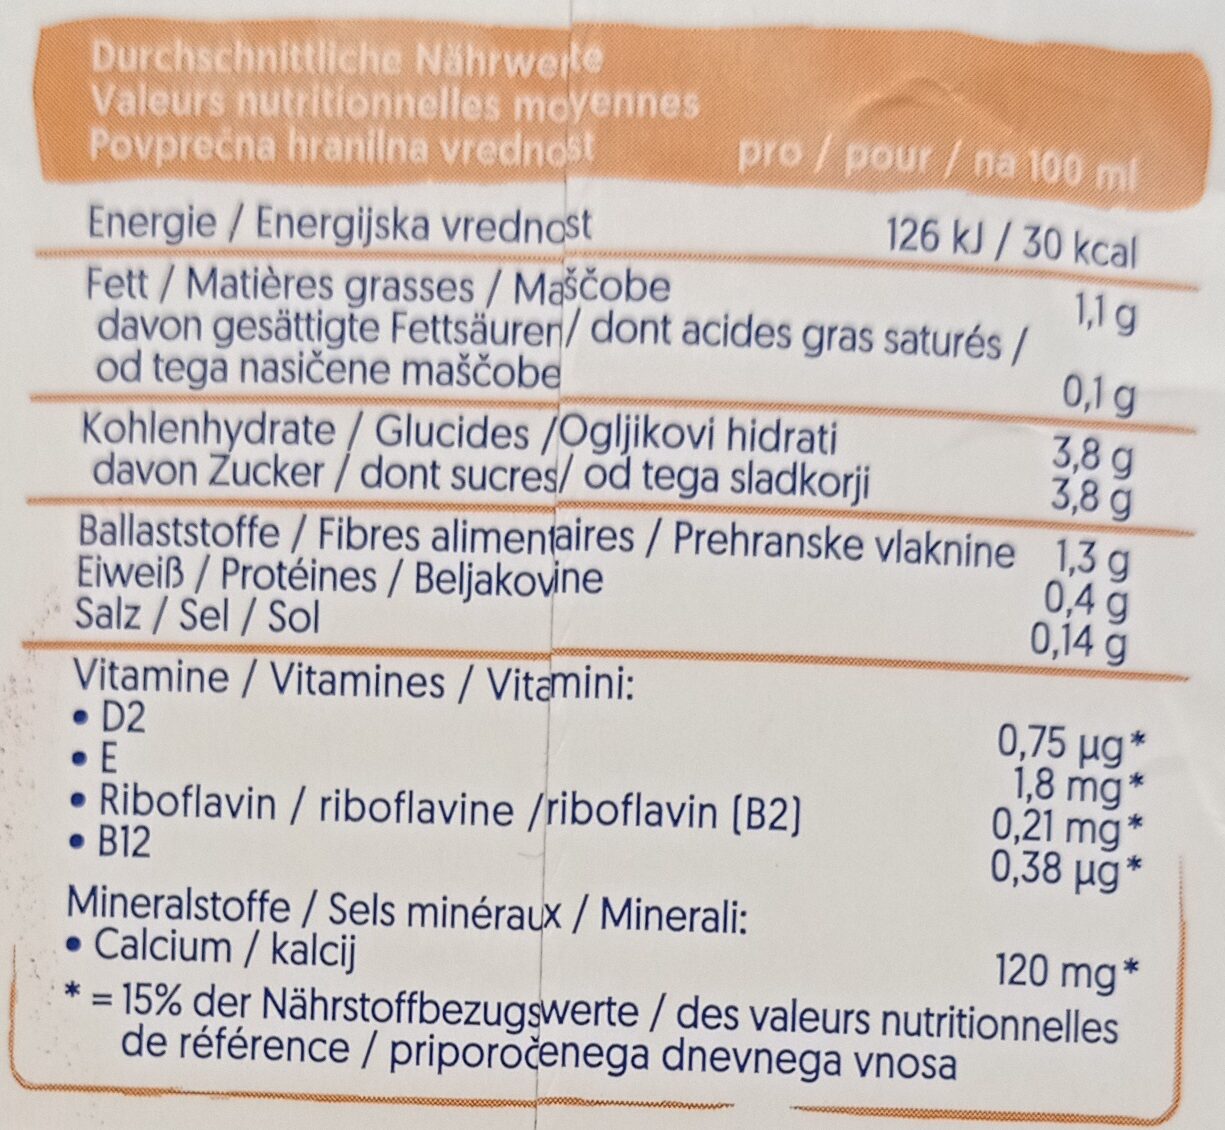 Durchschnittliche Nährwerte
Valeurs nutritionnelles moyennes
Povprečna hranilna vrednost pro / pour / na 100 ml
Energie / Energijska vrednost 126 kJ / 30 kcal
Fett / Matières grasses / Maščobe 1,1 g
davon gesättigte Fettsäuren/ dont acides gras saturés /
od tega nasičene maščobe 0,1 g
Kohlenhydrate / Glucides /Ogljikovi hidrati 3,8 g
davon Zucker / dont sucres/ od tega sladkorji 3,8 g
Ballaststoffe / Fibres alimentaires / Prehranske vlaknine 1,3 g
Eiweiß / Protéines / Beljakovine 0,4 g
Salz / Sel / Sol 0,14 g
Vitamine / Vitamines / Vitamini:
• D2 0,75 µg*
• E 1,8 mg*
• Riboflavin / riboflavine /riboflavin (B2) 0,21 mg*
• B12 0,38 µg*
Mineralstoffe / Sels minéraux / Minerali:
• Calcium / kalcij 120 mg*
* = 15% der Nährstoffbezugswerte / des valeurs nutritionnelles
de référence / priporočenega dnevnega vnosa